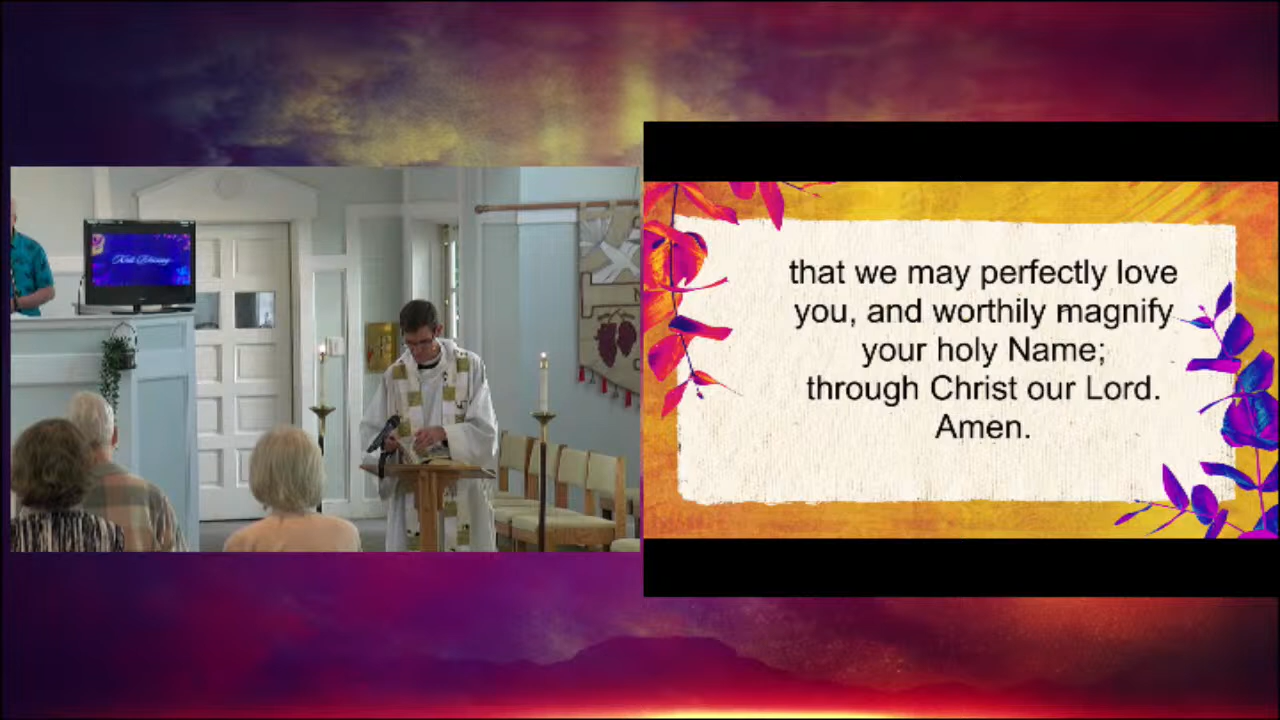 that we may perfectly love
you, and worthily magnify
your holy Name;
through Christ our Lord.
Amen.